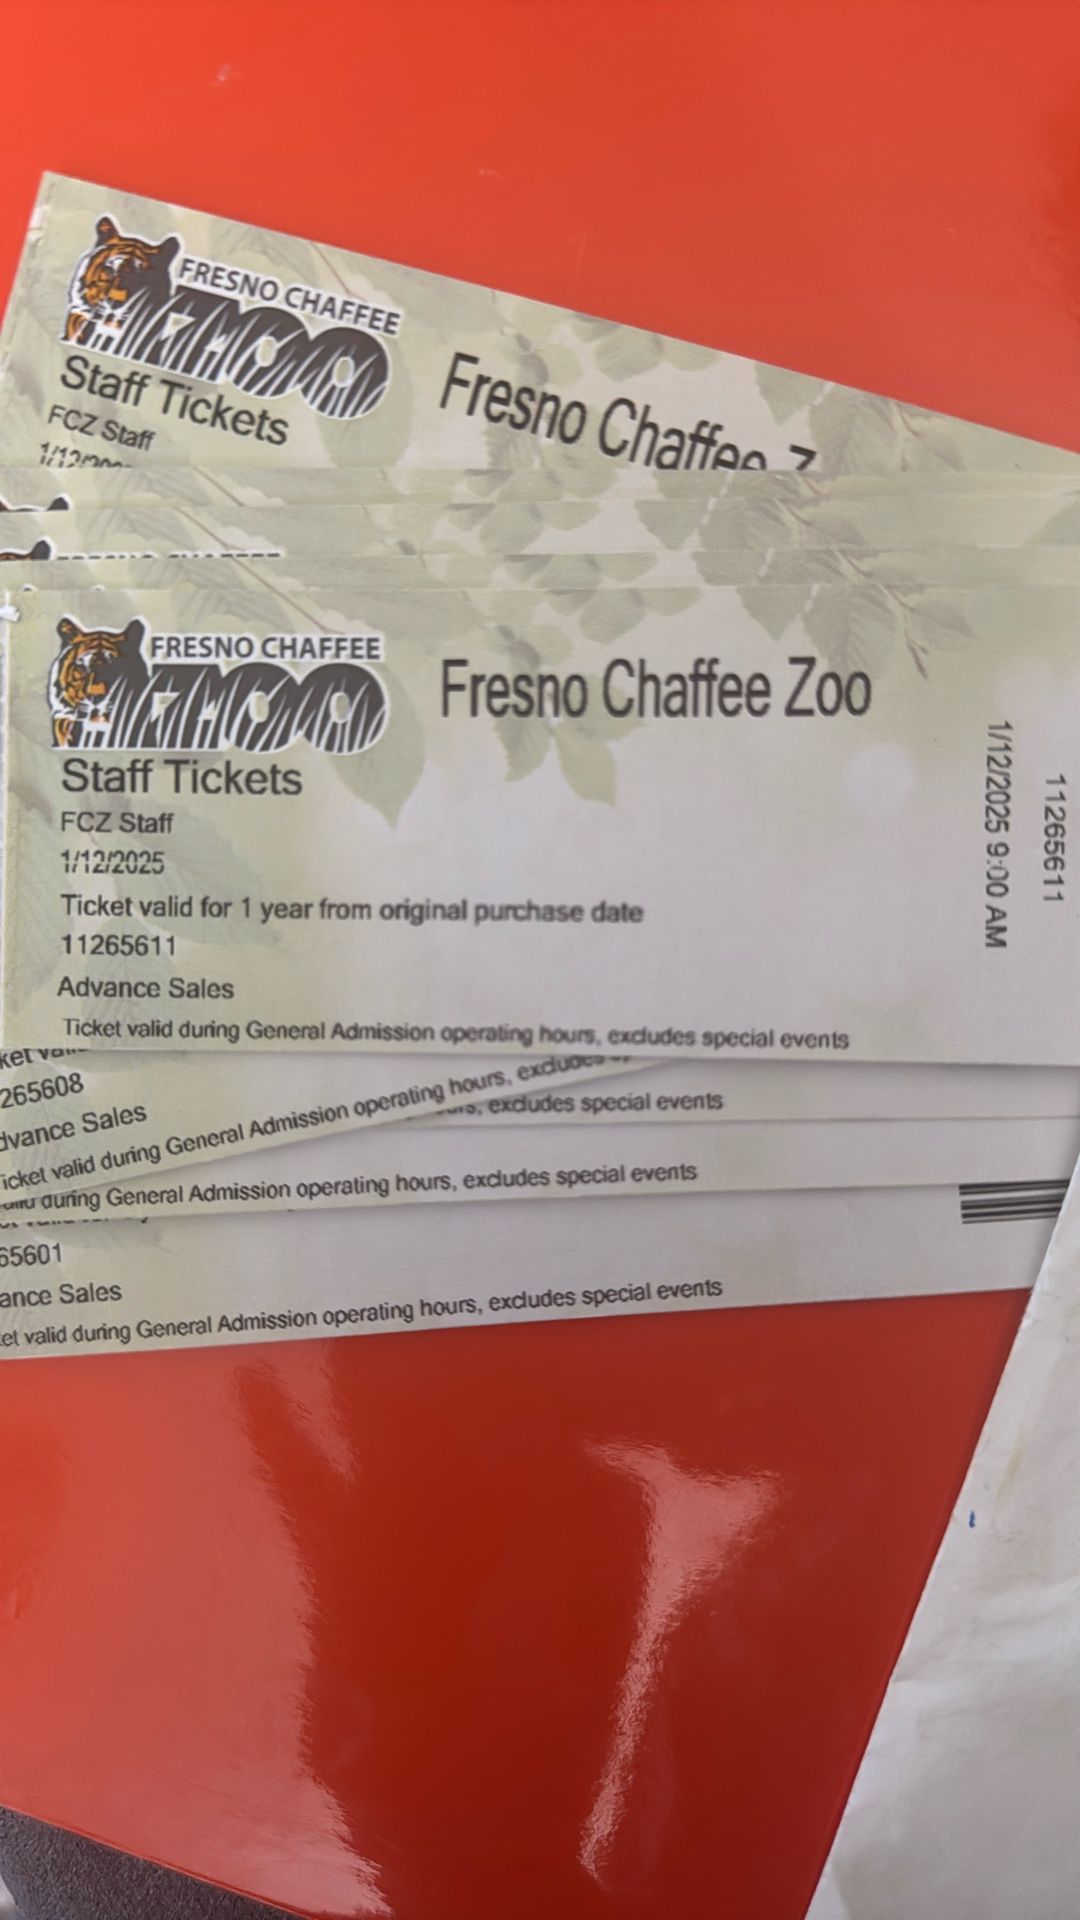 FRESNO CHAFFEE
ZOO
Staff Tickets
FCZ Staff
Fresno Chaffee
FRESNO CHAFFEE
ZOO
Fresno Chaffee Zoo
Staff Tickets
FCZ Staff
1/12/2025
Ticket valid for 1 year from original purchase date
11265611
Advance Sales
Ticket valid during General Admission operating hours, excludes special events
1/12/2025 9:00 AM
11265611
265608
dvance Sales
icket valid during General Admission operating hours,
excludes special events
during General Admission operating hours, excludes special events
65601
ance Sales
et valid during General Admission operating hours, excludes special events